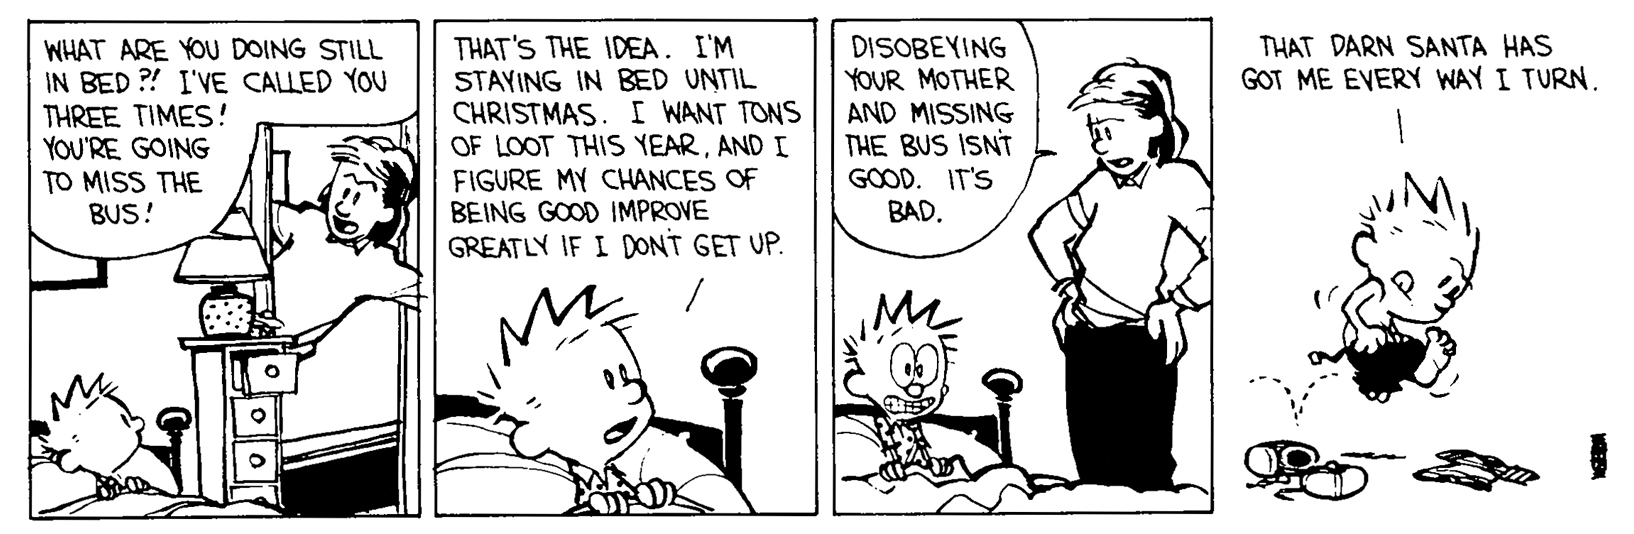 WHAT ARE YOU DOING STILL
IN BED?! I'VE CALLED YOU
THREE TIMES!
YOU'RE GOING
TO MISS THE
BUS!
THAT'S THE IDEA. I'M
STAYING IN BED UNTIL
CHRISTMAS. I WANT TONS
OF LOOT THIS YEAR, AND I
FIGURE MY CHANCES OF
BEING GOOD IMPROVE
GREATLY IF I DON'T GET UP.
DISOBEYING
YOUR MOTHER
AND MISSING
THE BUS ISN'T
GOOD. IT'S
BAD.
THAT DARN SANTA HAS
GOT ME EVERY WAY I TURN.